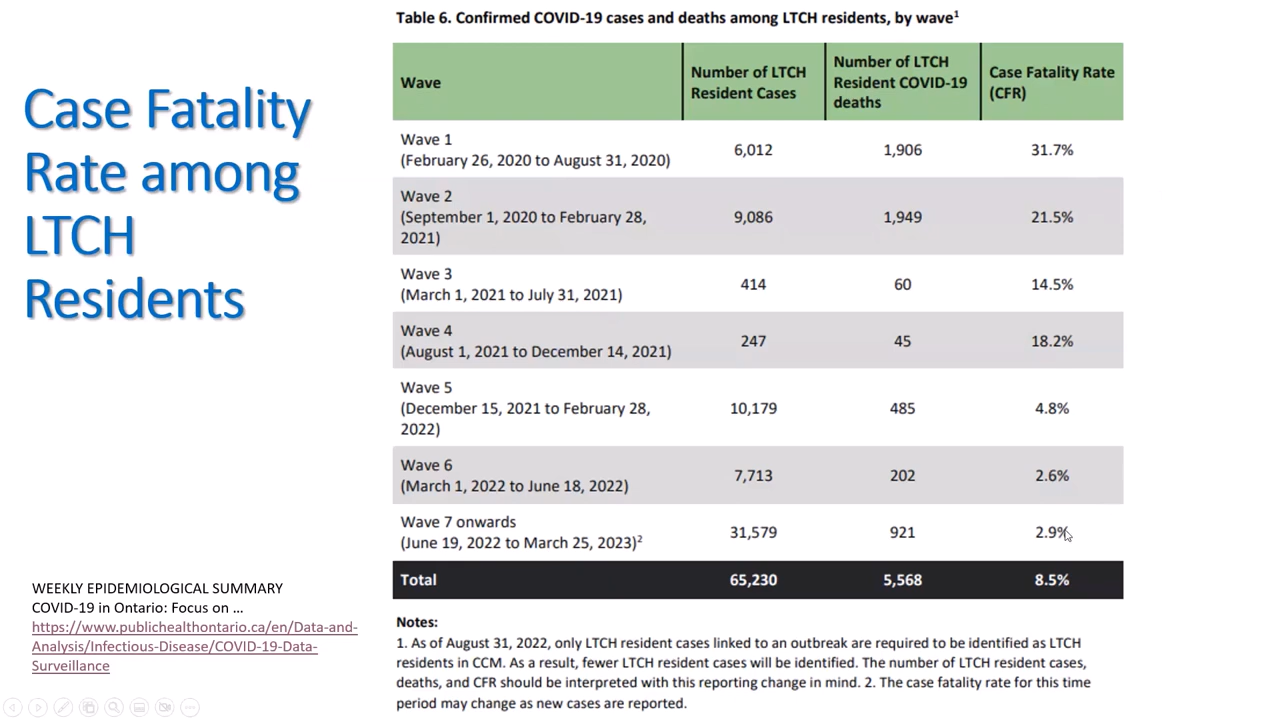 Case Fatality
Rate among
LTCH
Residents
WEEKLY EPIDEMIOLOGICAL SUMMARY
COVID-19 in Ontario: Focus on …
https://www.publichealthontario.ca/en/Data-and-
Analysis/Infectious-Disease/COVID-19-Data-
Surveillance
Table 6. Confirmed COVID-19 cases and deaths among LTCH residents, by wave¹
Wave
Number of LTCH
Resident Cases
Number of LTCH
Resident COVID-19
deaths
Case Fatality Rate
(CFR)
Wave 1
(February 26, 2020 to August 31, 2020)
6,012
1,906
31.7%
Wave 2
(September 1, 2020 to February 28,
2021)
9,086
1,949
21.5%
Wave 3
(March 1, 2021 to July 31, 2021)
414
60
14.5%
Wave 4
(August 1, 2021 to December 14, 2021)
247
45
18.2%
Wave 5
(December 15, 2021 to February 28,
2022)
10,179
485
4.8%
Wave 6
(March 1, 2022 to June 18, 2022)
7,713
202
2.6%
Wave 7 onwards
(June 19, 2022 to March 25, 2023)²
31,579
921
2.9%
Total
65,230
5,568
8.5%
Notes:
1. As of August 31, 2022, only LTCH resident cases linked to an outbreak are required to be identified as LTCH
residents in CCM. As a result, fewer LTCH resident cases will be identified. The number of LTCH resident cases,
deaths, and CFR should be interpreted with this reporting change in mind. 2. The case fatality rate for this time
period may change as new cases are reported.